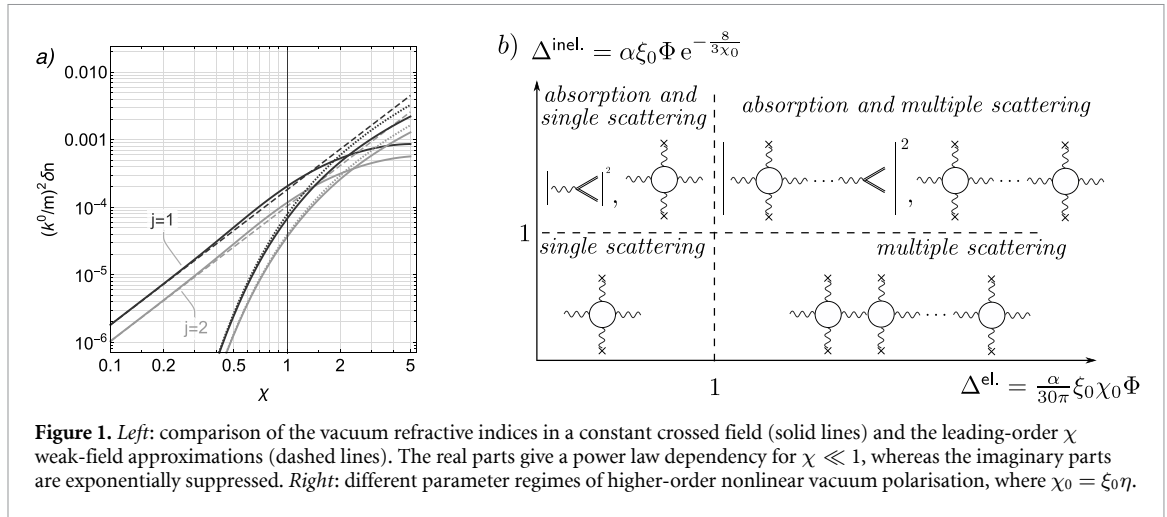 a)
0.010
0.001
10⁻⁴
10⁻⁵
10⁻⁶
(k⁰/m)² δn
j=1
j=2
0.1 0.2 0.5 1 2 5
χ
b) Δ^inel. = αξ₀Φ e^(−8/(3χ₀))
absorption and
single scattering
absorption and multiple scattering
2
,
2
,
1
single scattering
multiple scattering
1
Δ^el. = α/(30π) ξ₀χ₀Φ
Figure 1. Left: comparison of the vacuum refractive indices in a constant crossed field (solid lines) and the leading-order χ
weak-field approximations (dashed lines). The real parts give a power law dependency for χ ≪ 1, whereas the imaginary parts
are exponentially suppressed. Right: different parameter regimes of higher-order nonlinear vacuum polarisation, where χ₀ = ξ₀η.